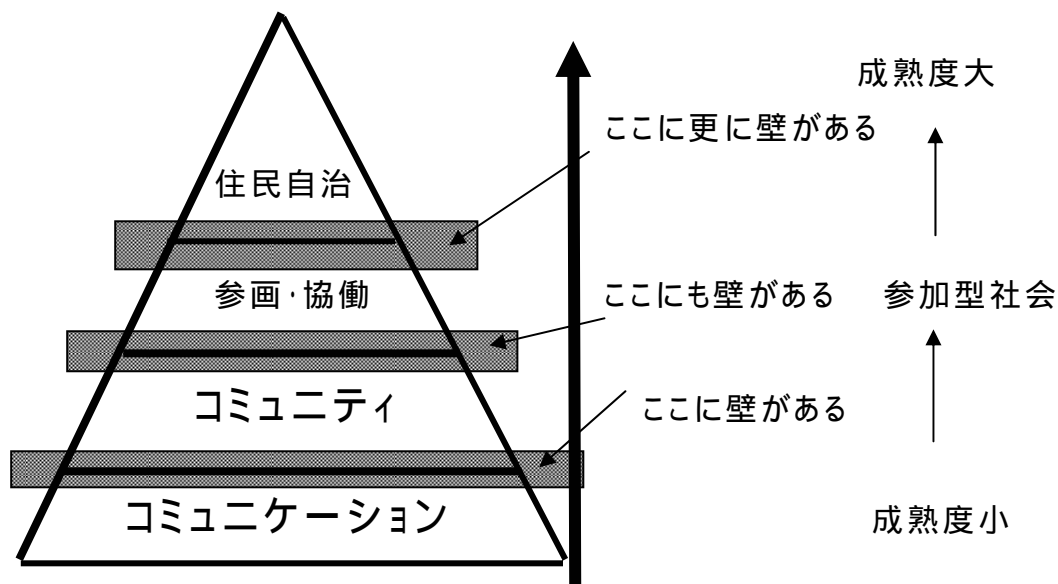 成熟度大
ここに更に壁がある
住民自治
参画・協働
ここにも壁がある
参加型社会
コミュニティ
ここに壁がある
コミュニケーション
成熟度小